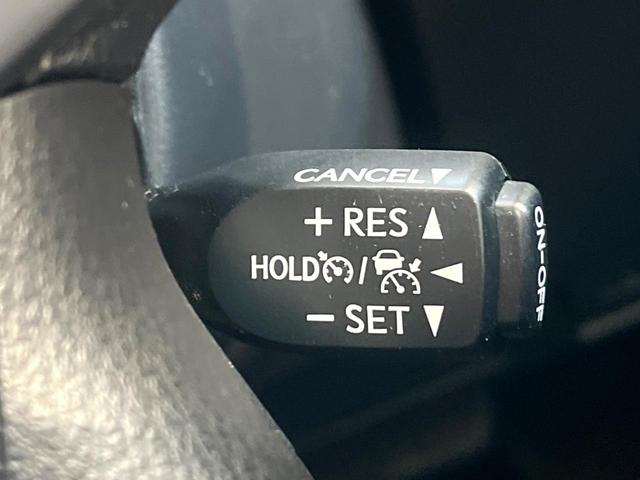 CANCEL▼
+ RES ▲
HOLD / ◀
− SET ▼
ON-OFF